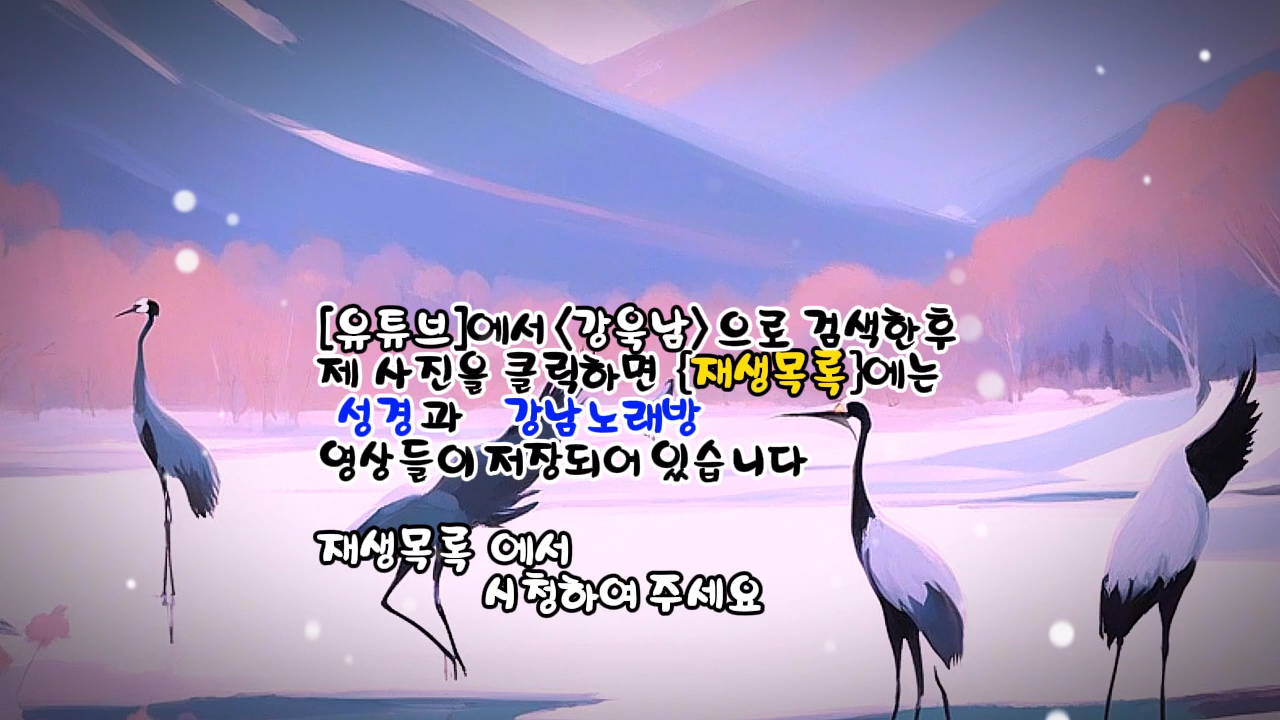 [유튜브]에서 <강욱남> 으로 검색한후
제 사진을 클릭하면 {재생목록}에는
성경과 강남노래방
영상들이 저장되어 있습니다
재생목록 에서
시청하여 주세요